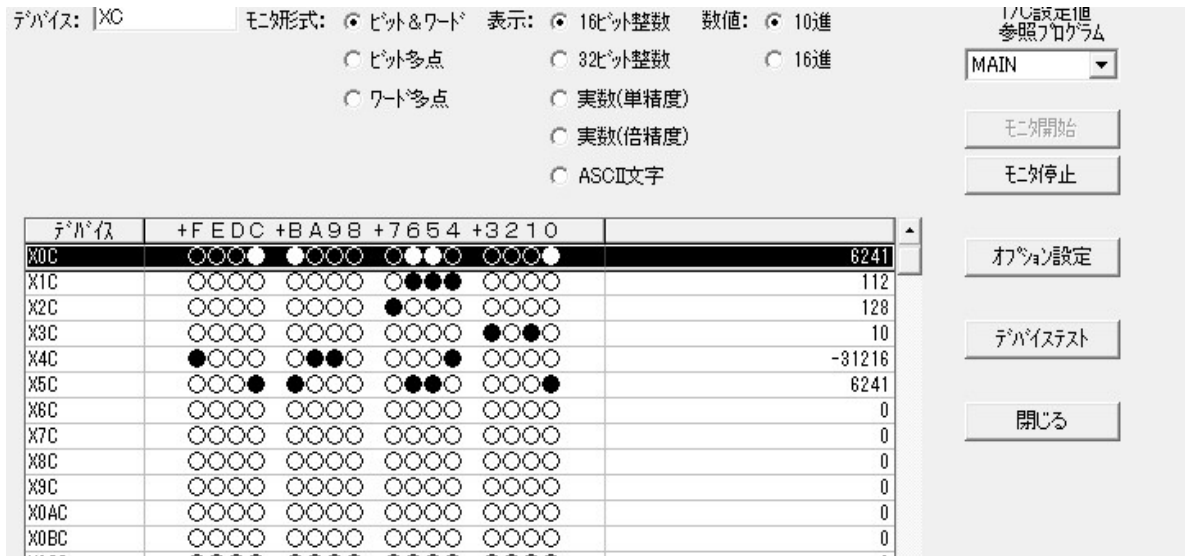 ﾃﾞﾊﾞｲｽ: XC ﾓﾆﾀ形式: ﾋﾞｯﾄ&ﾜｰﾄﾞ 表示: 16ﾋﾞｯﾄ整数 数値: 10進 T/C設定値
参照ﾌﾟﾛｸﾞﾗﾑ
ﾋﾞｯﾄ多点 32ﾋﾞｯﾄ整数 16進 MAIN
ﾜｰﾄﾞ多点 実数(単精度)
ﾓﾆﾀ開始
実数(倍精度)
ASCII文字 ﾓﾆﾀ停止
ﾃﾞﾊﾞｲｽ +FEDC +BA98 +7654 +3210
X0C 6241
ｵﾌﾟｼｮﾝ設定
X1C 112
X2C 128
X3C 10
ﾃﾞﾊﾞｲｽﾃｽﾄ
X4C -31216
X5C 6241
X6C 0
閉じる
X7C 0
X8C 0
X9C 0
X0AC 0
X0BC 0